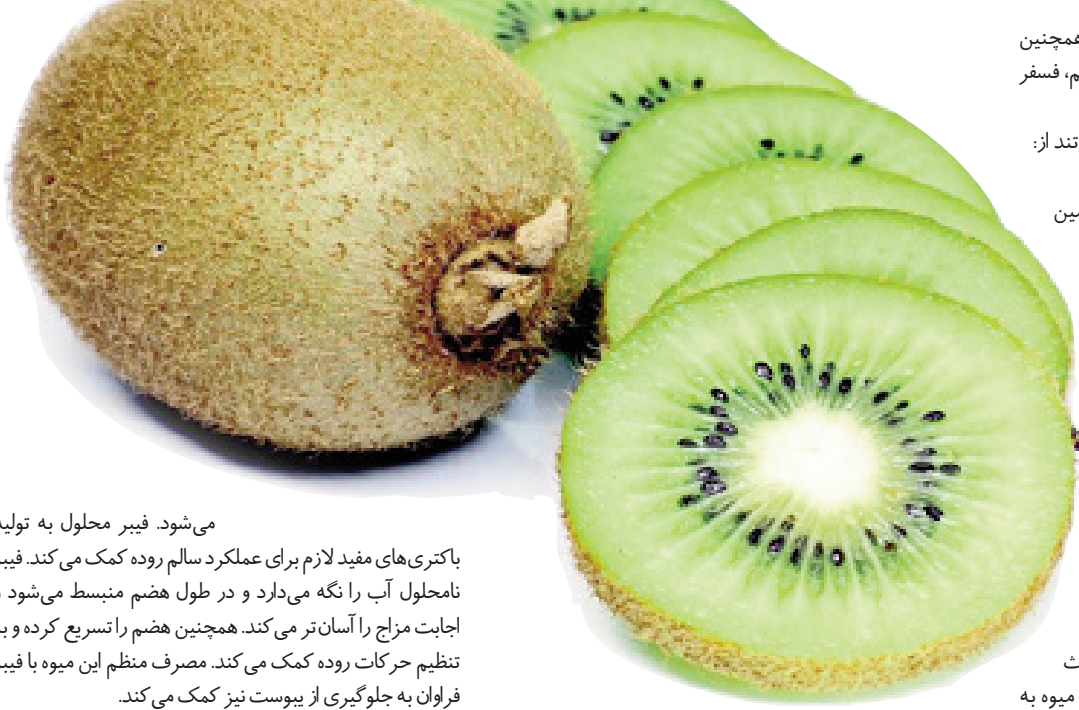 همچنین
فسفر
از:
میوه به
می‌شود. فیبر محلول به تولید
باکتری‌های مفید لازم برای عملکرد سالم روده کمک می‌کند. فیبر
نامحلول آب را نگه می‌دارد و در طول هضم منبسط می‌شود و
اجابت مزاج را آسان‌تر می‌کند. همچنین هضم را تسریع کرده و به
تنظیم حرکات روده کمک می‌کند. مصرف منظم این میوه با فیبر
فراوان به جلوگیری از یبوست نیز کمک می‌کند.